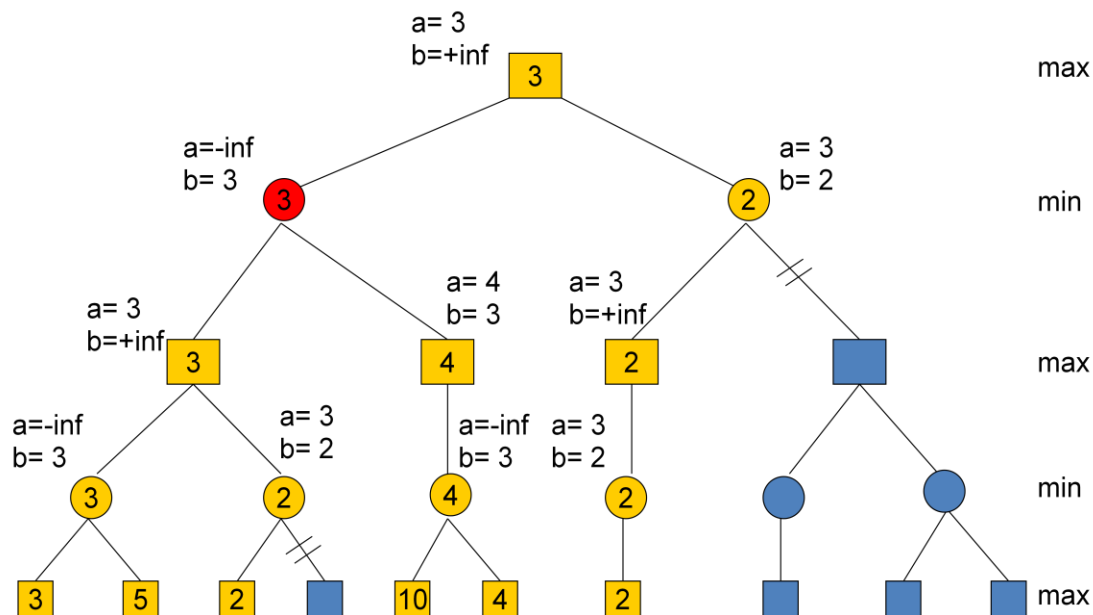 a= 3
b=+inf
3
max
a=-inf
b= 3
3
a= 3
b= 2
2
min
a= 3
b=+inf
3
a= 4
b= 3
4
a= 3
b=+inf
2
max
a=-inf
b= 3
3
a= 3
b= 2
2
a=-inf
b= 3
4
a= 3
b= 2
2
min
3
5
2
10
4
2
max